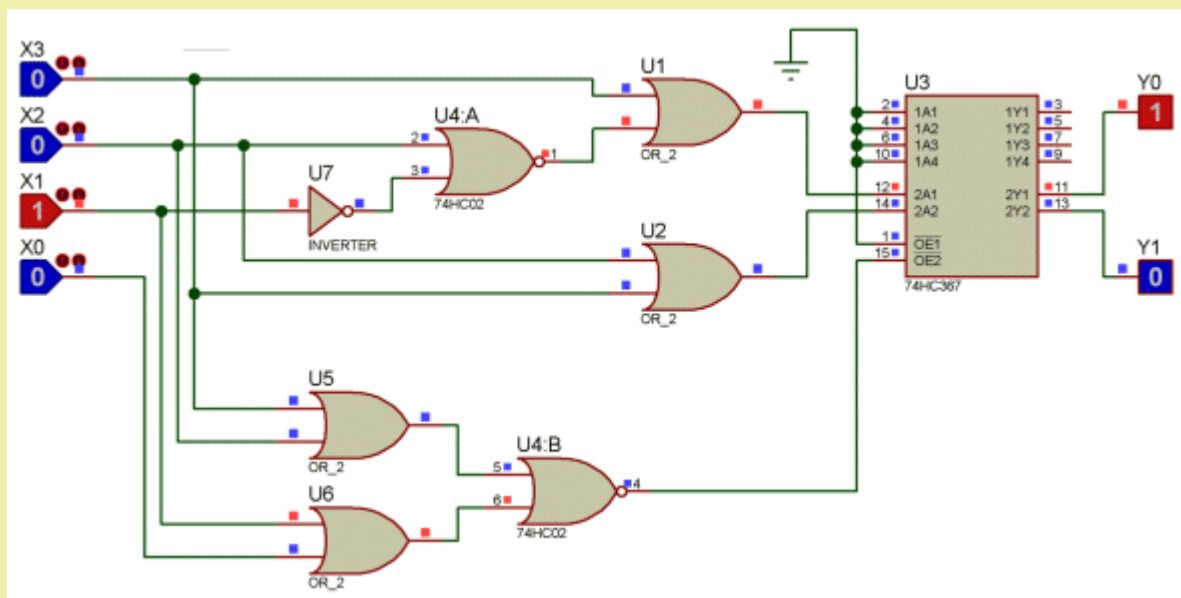 X3
0
X2
0
X1
1
X0
0
U7
INVERTER
U4:A
2
3
1
74HC02
U1
OR_2
U2
OR_2
U5
OR_2
U6
OR_2
U4:B
5
6
4
74HC02
U3
2 1A1 1Y1 3
4 1A2 1Y2 5
6 1A3 1Y3 7
10 1A4 1Y4 9
12 2A1 2Y1 11
14 2A2 2Y2 13
1 OE1
15 OE2
74HC367
Y0
1
Y1
0